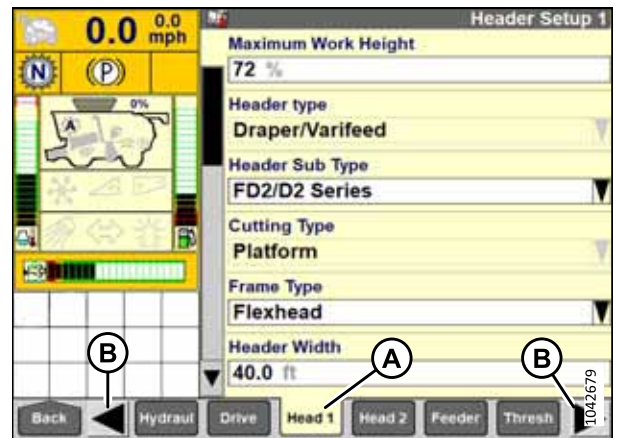 0.0 0.0 mph
Header Setup 1
N (P)
0%
A
Maximum Work Height
72 %
Header type
Draper/Varifeed
Header Sub Type
FD2/D2 Series
Cutting Type
Platform
Frame Type
Flexhead
Header Width
40.0 ft
B
A
B
1042679
Back
Hydraul
Drive
Head 1
Head 2
Feeder
Thresh